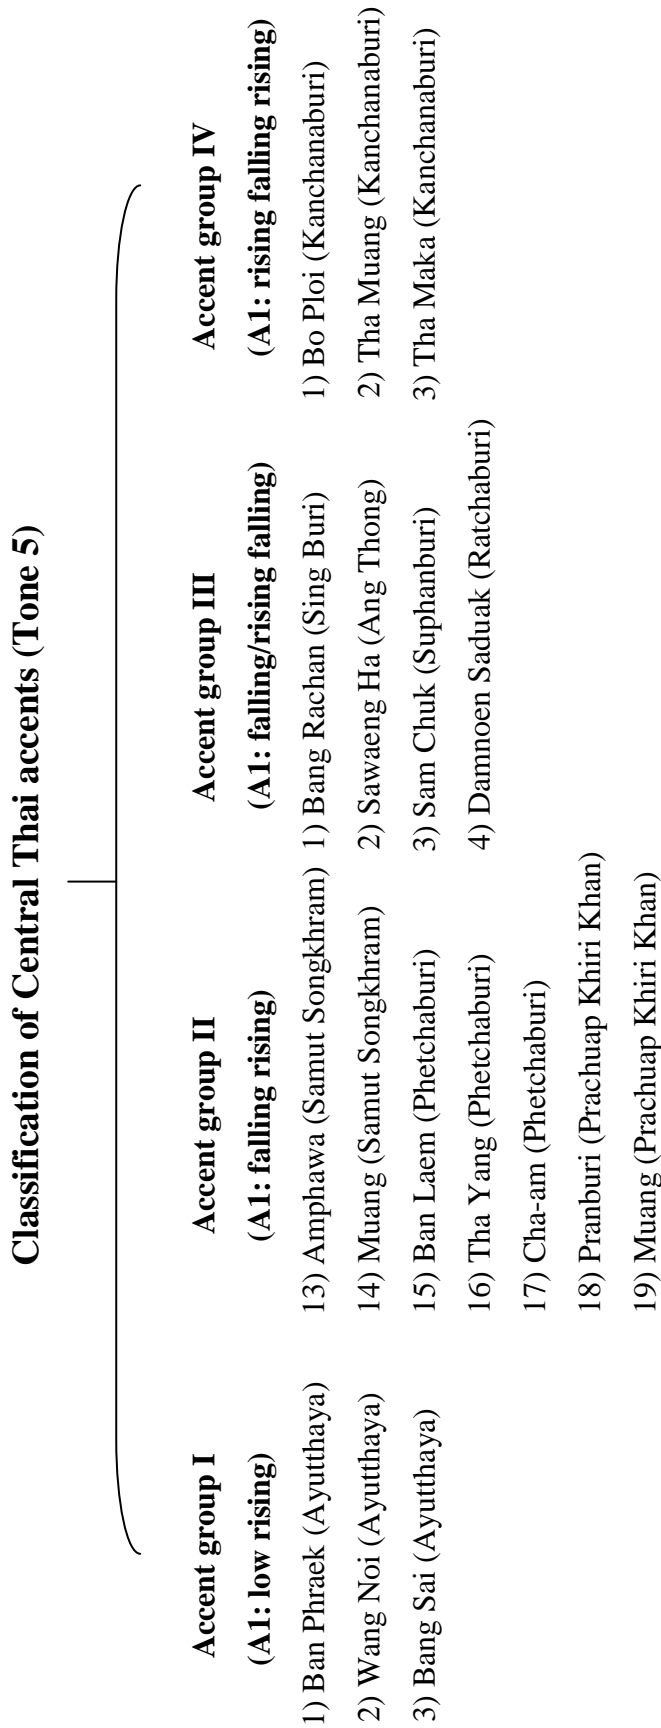 Classification of Central Thai accents (Tone 5)
Accent group I
(A1: low rising)
1) Ban Phraek (Ayutthaya)
2) Wang Noi (Ayutthaya)
3) Bang Sai (Ayutthaya)
Accent group II
(A1: falling rising)
13) Amphawa (Samut Songkhram)
14) Muang (Samut Songkhram)
15) Ban Laem (Phetchaburi)
16) Tha Yang (Phetchaburi)
17) Cha-am (Phetchaburi)
18) Pranburi (Prachuap Khiri Khan)
19) Muang (Prachuap Khiri Khan)
Accent group III
(A1: falling/rising falling)
1) Bang Rachan (Sing Buri)
2) Sawaeng Ha (Ang Thong)
3) Sam Chuk (Suphanburi)
4) Damnoen Saduak (Ratchaburi)
Accent group IV
(A1: rising falling rising)
1) Bo Ploi (Kanchanaburi)
2) Tha Muang (Kanchanaburi)
3) Tha Maka (Kanchanaburi)